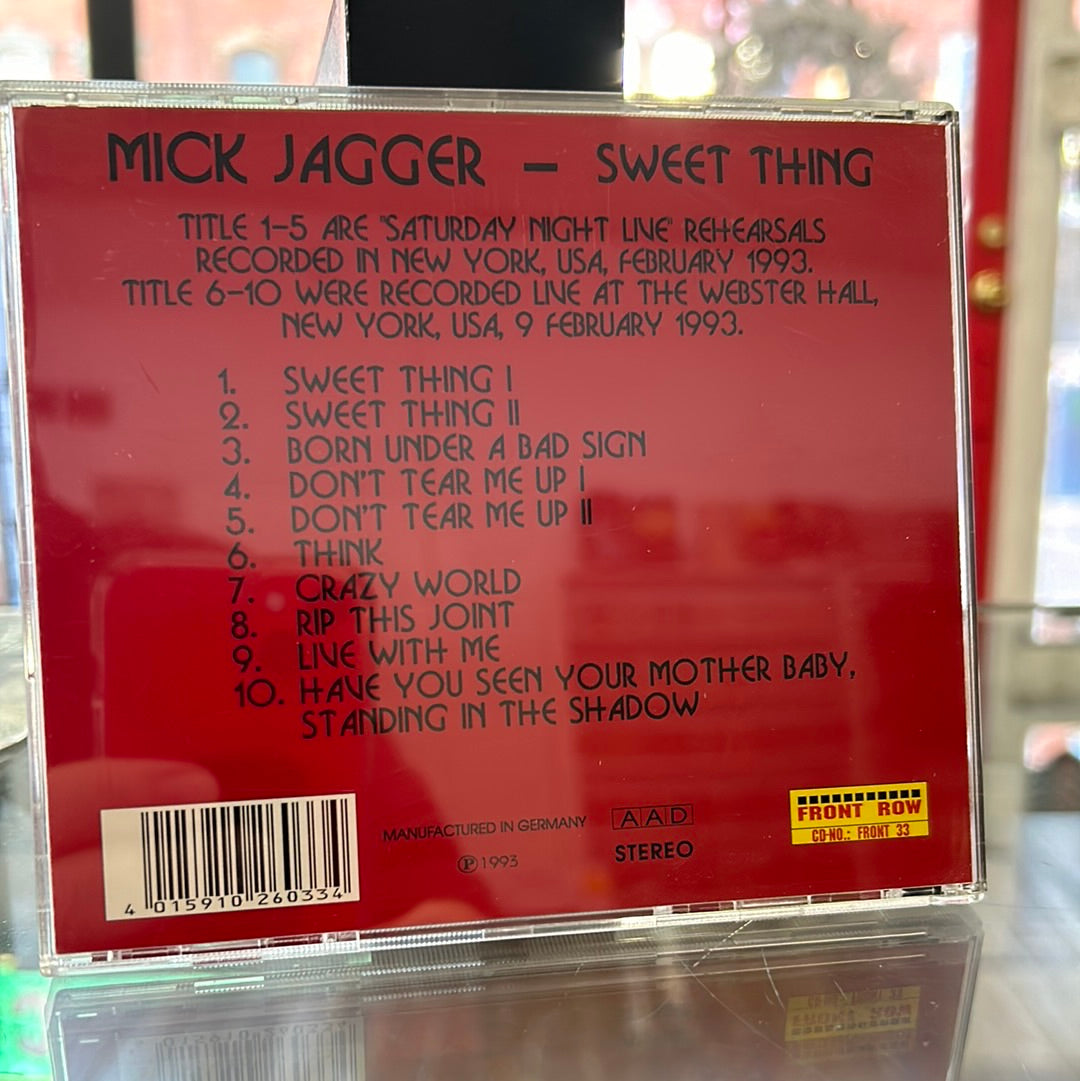 MICK JAGGER – SWEET THING
TITLE 1–5 ARE "SATURDAY NIGHT LIVE" REHEARSALS
RECORDED IN NEW YORK, USA, FEBRUARY 1993.
TITLE 6–10 WERE RECORDED LIVE AT THE WEBSTER HALL,
NEW YORK, USA, 9 FEBRUARY 1993.
1. SWEET THING I
2. SWEET THING II
3. BORN UNDER A BAD SIGN
4. DON'T TEAR ME UP I
5. DON'T TEAR ME UP II
6. THINK
7. CRAZY WORLD
8. RIP THIS JOINT
9. LIVE WITH ME
10. HAVE YOU SEEN YOUR MOTHER BABY,
STANDING IN THE SHADOW
4 015910 260334
MANUFACTURED IN GERMANY
℗ 1993
AAD
STEREO
FRONT ROW
CD-NO.: FRONT 33